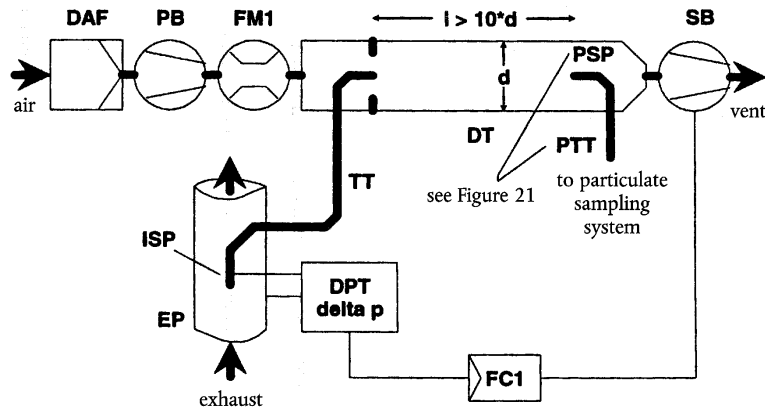 DAF
PB
FM1
l > 10*d
SB
air
d
PSP
vent
DT
PTT
TT
see Figure 21
to particulate
sampling
system
ISP
DPT
delta p
EP
FC1
exhaust